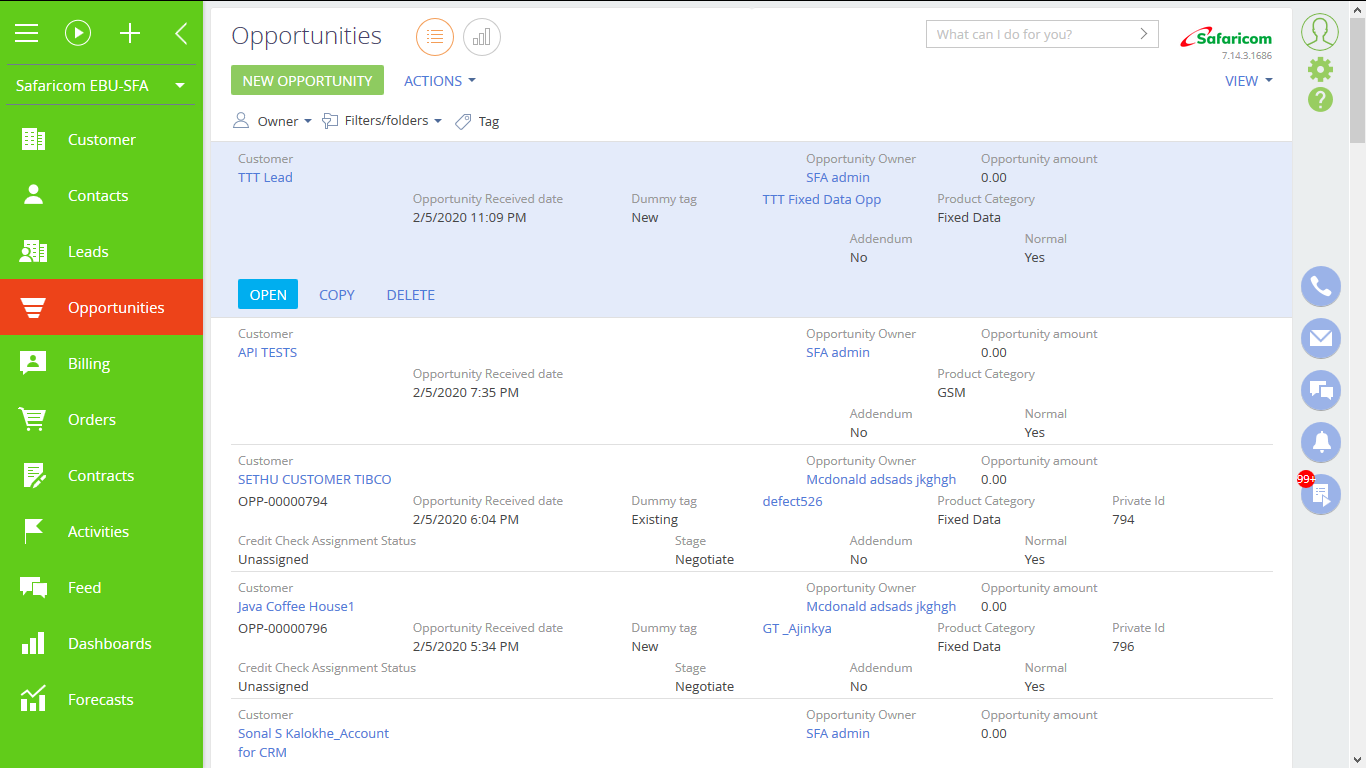 Opportunities
What can I do for you?
Safaricom
7.14.3.1686
NEW OPPORTUNITY ACTIONS VIEW
Owner Filters/folders Tag
Safaricom EBU-SFA
Customer
Contacts
Leads
Opportunities
Billing
Orders
Contracts
Activities
Feed
Dashboards
Forecasts
Customer Opportunity Owner Opportunity amount
TTT Lead SFA admin 0.00
Opportunity Received date Dummy tag TTT Fixed Data Opp Product Category
2/5/2020 11:09 PM New Fixed Data
Addendum Normal
No Yes
OPEN COPY DELETE
Customer Opportunity Owner Opportunity amount
API TESTS SFA admin 0.00
Opportunity Received date Product Category
2/5/2020 7:35 PM GSM
Addendum Normal
No Yes
Customer Opportunity Owner Opportunity amount
SETHU CUSTOMER TIBCO Mcdonald adsads jkghgh 0.00
OPP-00000794 Opportunity Received date Dummy tag defect526 Product Category Private Id
2/5/2020 6:04 PM Existing Fixed Data 794
Credit Check Assignment Status Stage Addendum Normal
Unassigned Negotiate No Yes
Customer Opportunity Owner Opportunity amount
Java Coffee House1 Mcdonald adsads jkghgh 0.00
OPP-00000796 Opportunity Received date Dummy tag GT _Ajinkya Product Category Private Id
2/5/2020 5:34 PM New Fixed Data 796
Credit Check Assignment Status Stage Addendum Normal
Unassigned Negotiate No Yes
Customer Opportunity Owner Opportunity amount
Sonal S Kalokhe_Account SFA admin 0.00
for CRM
?
99+